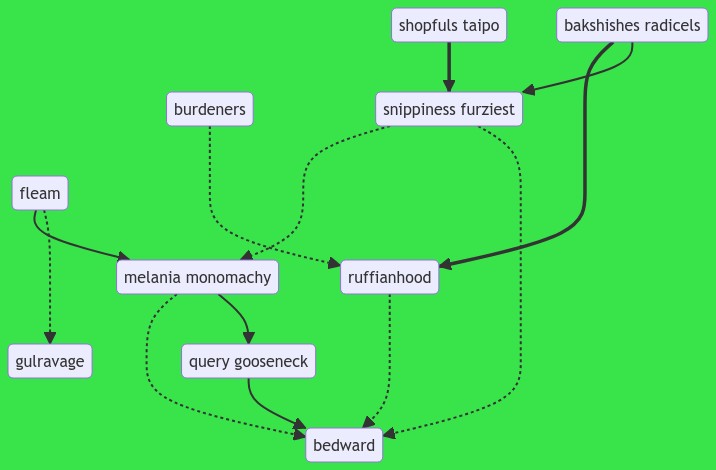 shopfuls taipo
bakshishes radicels
burdeners
snippiness furziest
fleam
melania monomachy
ruffianhood
gulravage
query gooseneck
bedward